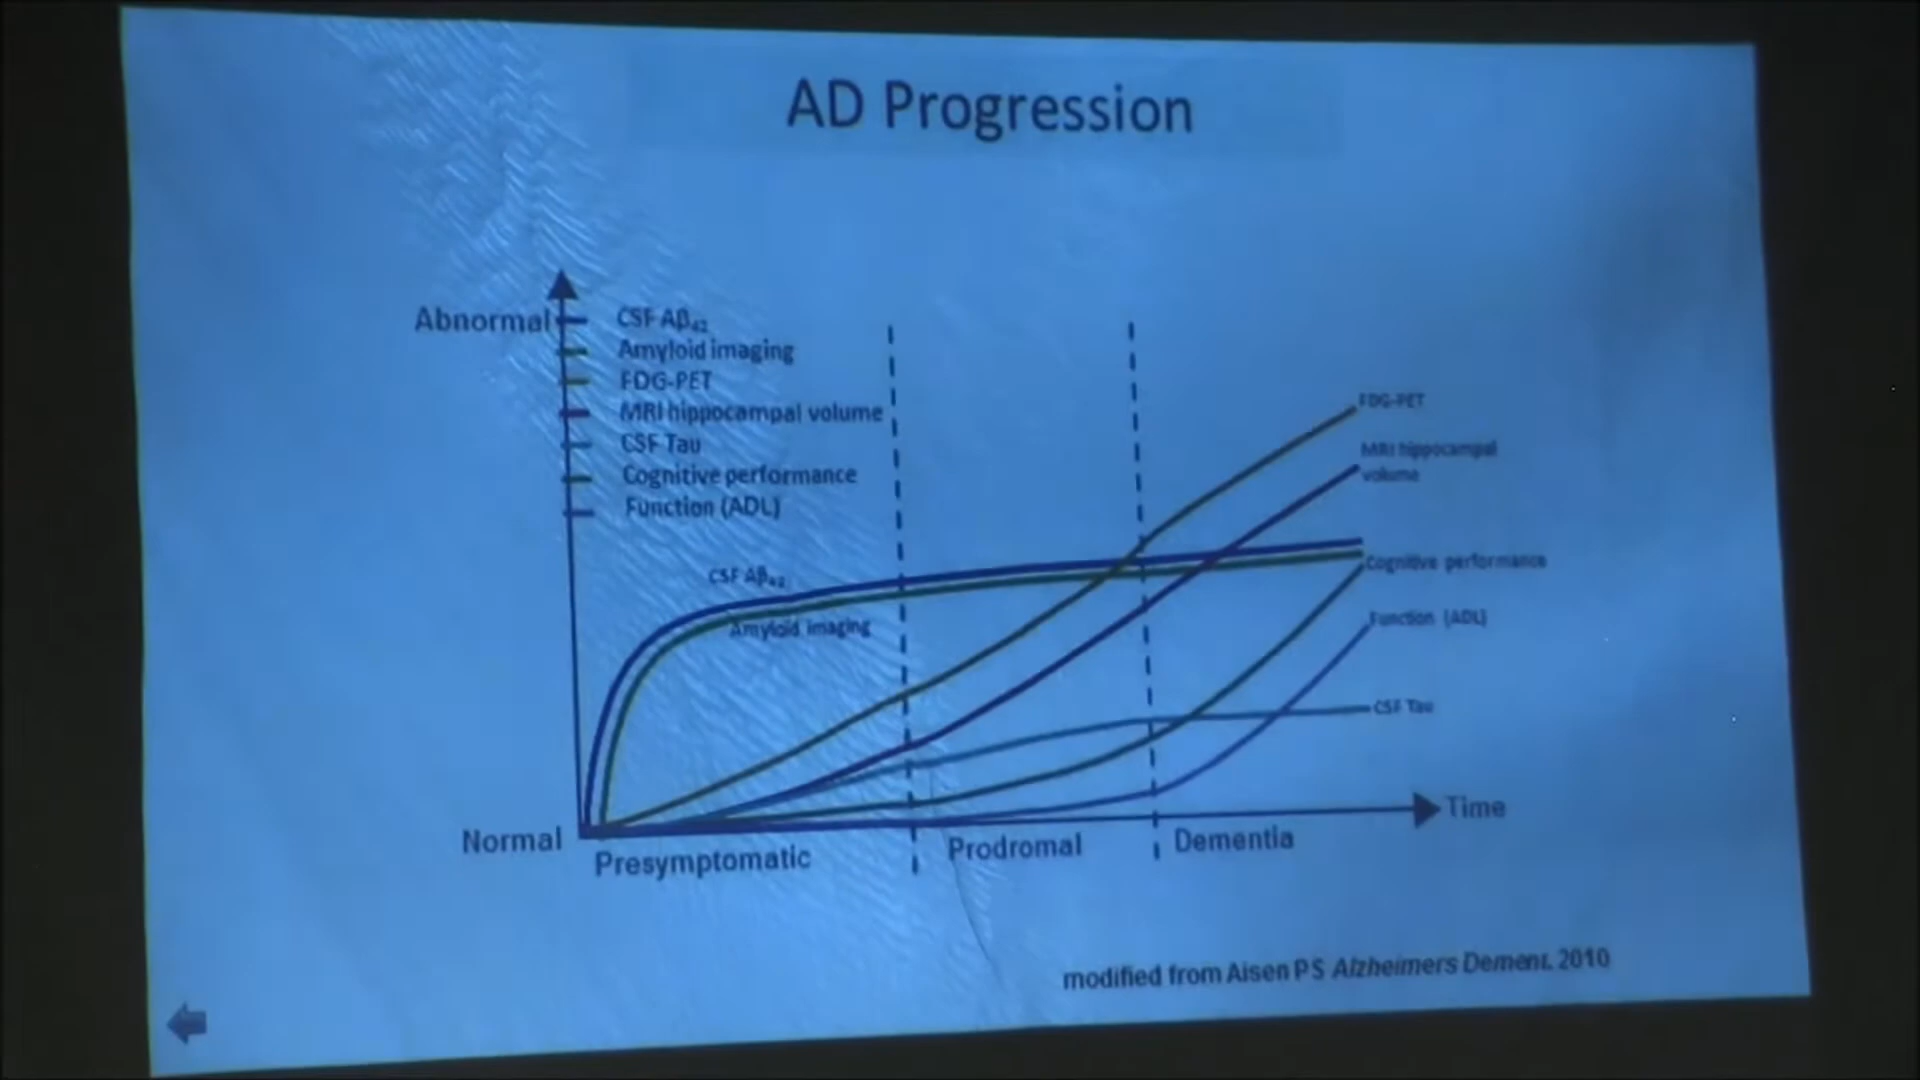 AD Progression
Abnormal
CSF Aβ₄₂
Amyloid imaging
FDG-PET
MRI hippocampal volume
CSF Tau
Cognitive performance
Function (ADL)
FDG-PET
MRI hippocampal
volume
CSF Aβ₄₂
Cognitive performance
Amyloid imaging
Function (ADL)
CSF Tau
Time
Normal
Presymptomatic
Prodromal
Dementia
modified from Aisen PS Alzheimers Dement. 2010